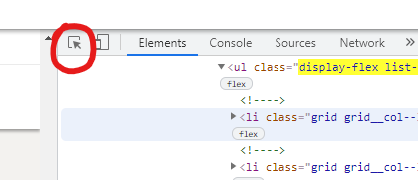 Elements Console Sources Network
<ul class="display-flex list-
flex
<!---->
<li class="grid grid__col--
flex
<!---->
<li class="grid grid__col--